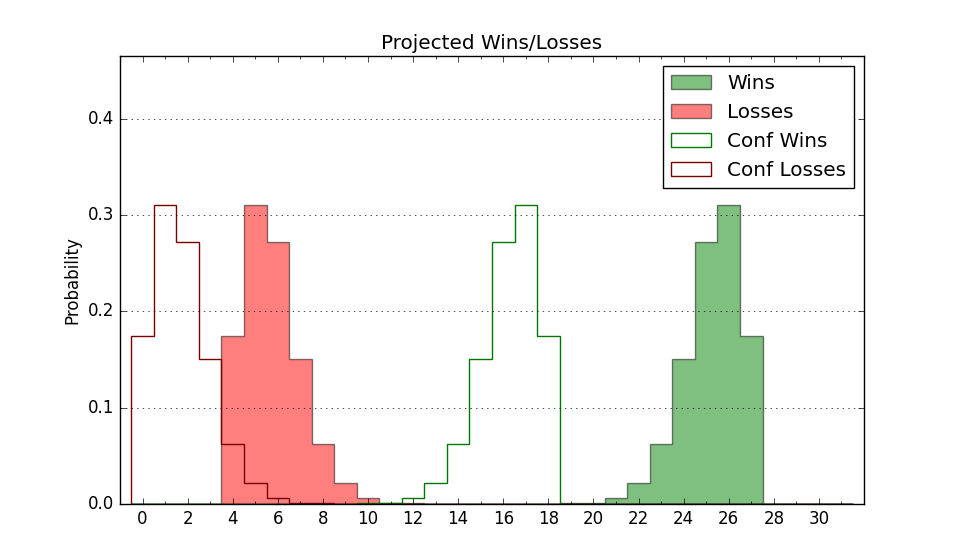 Projected Wins/Losses
Wins
Losses
Conf Wins
Conf Losses
Probability
0.4
0.3
0.2
0.1
0.0
0 2 4 6 8 10 12 14 16 18 20 22 24 26 28 30